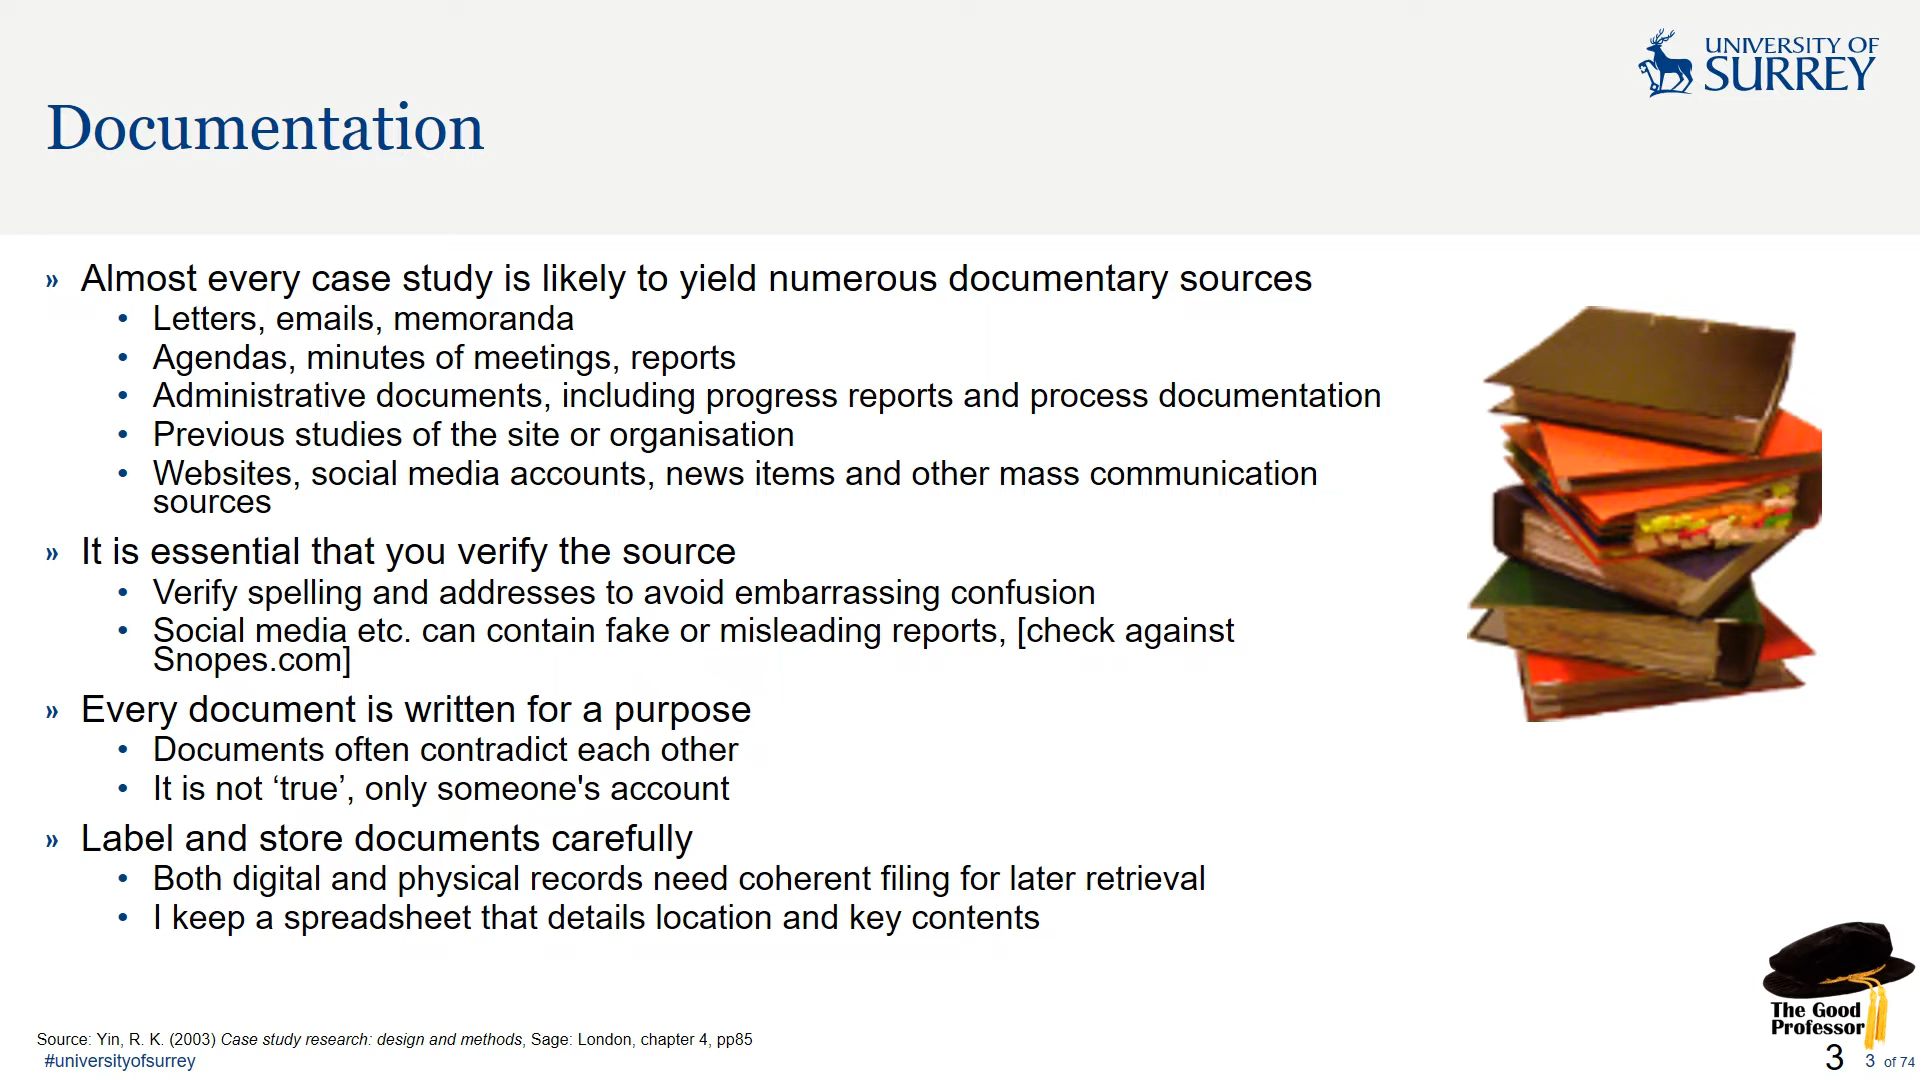 UNIVERSITY OF
SURREY
Documentation
» Almost every case study is likely to yield numerous documentary sources
• Letters, emails, memoranda
• Agendas, minutes of meetings, reports
• Administrative documents, including progress reports and process documentation
• Previous studies of the site or organisation
• Websites, social media accounts, news items and other mass communication
sources
» It is essential that you verify the source
• Verify spelling and addresses to avoid embarrassing confusion
• Social media etc. can contain fake or misleading reports, [check against
Snopes.com]
» Every document is written for a purpose
• Documents often contradict each other
• It is not ‘true’, only someone's account
» Label and store documents carefully
• Both digital and physical records need coherent filing for later retrieval
• I keep a spreadsheet that details location and key contents
The Good
Professor
Source: Yin, R. K. (2003) Case study research: design and methods, Sage: London, chapter 4, pp85
#universityofsurrey
3 3 of 74